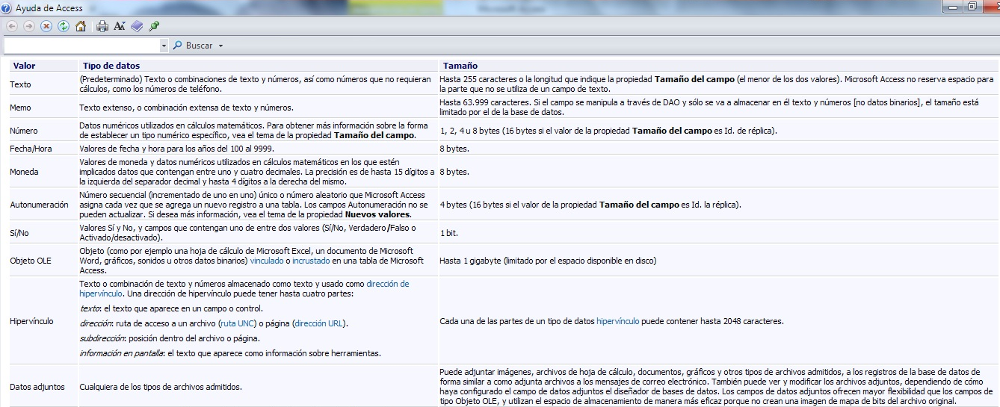 Ayuda de Access
Buscar
Valor Tipo de datos Tamaño
Texto
(Predeterminado) Texto o combinaciones de texto y números, así como números que no requieran
cálculos, como los números de teléfono.
Hasta 255 caracteres o la longitud que indique la propiedad Tamaño del campo (el menor de los dos valores). Microsoft Access no reserva espacio para
la parte que no se utiliza de un campo de texto.
Memo
Texto extenso, o combinación extensa de texto y números.
Hasta 63.999 caracteres. Si el campo se manipula a través de DAO y sólo se va a almacenar en él texto y números [no datos binarios], el tamaño está
limitado por el de la base de datos.
Número
Datos numéricos utilizados en cálculos matemáticos. Para obtener más información sobre la forma
de establecer un tipo numérico específico, vea el tema de la propiedad Tamaño del campo.
1, 2, 4 u 8 bytes (16 bytes si el valor de la propiedad Tamaño del campo es Id. de réplica).
Fecha/Hora
Valores de fecha y hora para los años del 100 al 9999.
8 bytes.
Moneda
Valores de moneda y datos numéricos utilizados en cálculos matemáticos en los que estén
implicados datos que contengan entre uno y cuatro decimales. La precisión es de hasta 15 dígitos a
la izquierda del separador decimal y hasta 4 dígitos a la derecha del mismo.
8 bytes.
Autonumeración
Número secuencial (incrementado de uno en uno) único o número aleatorio que Microsoft Access
asigna cada vez que se agrega un nuevo registro a una tabla. Los campos Autonumeración no se
pueden actualizar. Si desea más información, vea el tema de la propiedad Nuevos valores.
4 bytes (16 bytes si el valor de la propiedad Tamaño del campo es Id. la réplica).
Sí/No
Valores Sí y No, y campos que contengan uno de entre dos valores (Sí/No, Verdadero/Falso o
Activado/desactivado).
1 bit.
Objeto OLE
Objeto (como por ejemplo una hoja de cálculo de Microsoft Excel, un documento de Microsoft
Word, gráficos, sonidos u otros datos binarios) vinculado o incrustado en una tabla de Microsoft
Access.
Hasta 1 gigabyte (limitado por el espacio disponible en disco)
Hipervínculo
Texto o combinación de texto y números almacenado como texto y usado como dirección de
hipervínculo. Una dirección de hipervínculo puede tener hasta cuatro partes:
texto: el texto que aparece en un campo o control.
dirección: ruta de acceso a un archivo (ruta UNC) o página (dirección URL).
subdirección: posición dentro del archivo o página.
información en pantalla: el texto que aparece como información sobre herramientas.
Cada una de las partes de un tipo de datos hipervínculo puede contener hasta 2048 caracteres.
Datos adjuntos
Cualquiera de los tipos de archivos admitidos.
Puede adjuntar imágenes, archivos de hoja de cálculo, documentos, gráficos y otros tipos de archivos admitidos, a los registros de la base de datos de
forma similar a como adjunta archivos a los mensajes de correo electrónico. También puede ver y modificar los archivos adjuntos, dependiendo de cómo
haya configurado el campo de datos adjuntos el diseñador de bases de datos. Los campos de datos adjuntos ofrecen mayor flexibilidad que los campos de
tipo Objeto OLE, y utilizan el espacio de almacenamiento de manera más eficaz porque no crean una imagen de mapa de bits del archivo original.